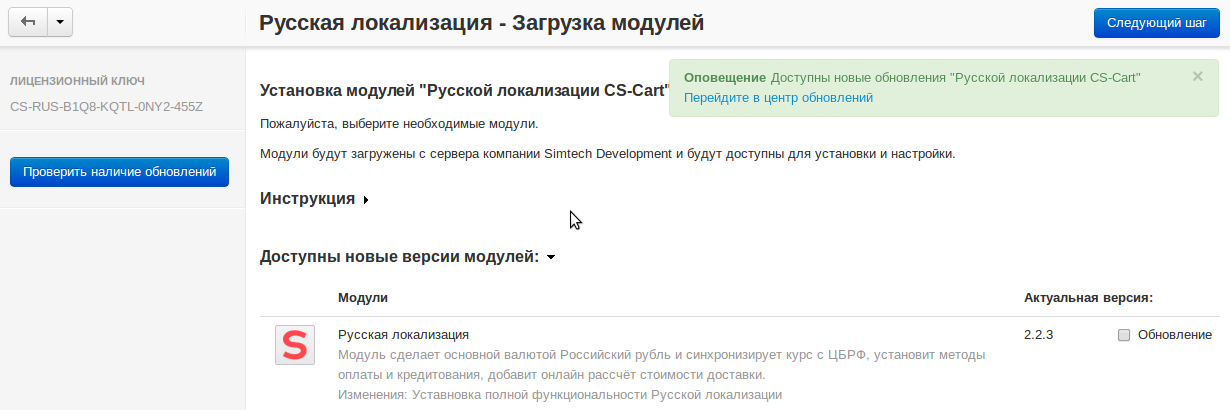 Русская локализация - Загрузка модулей
Следующий шаг
ЛИЦЕНЗИОННЫЙ КЛЮЧ
CS-RUS-B1Q8-KQTL-0NY2-455Z
Проверить наличие обновлений
Оповещение Доступны новые обновления "Русской локализации CS-Cart" ×
Перейдите в центр обновлений
Установка модулей "Русской локализации CS-Cart"
Пожалуйста, выберите необходимые модули.
Модули будут загружены с сервера компании Simtech Development и будут доступны для установки и настройки.
Инструкция
Доступны новые версии модулей:
Модули Актуальная версия:
S
Русская локализация 2.2.3 Обновление
Модуль сделает основной валютой Российский рубль и синхронизирует курс с ЦБРФ, установит методы
оплаты и кредитования, добавит онлайн рассчёт стоимости доставки.
Изменения: Уставновка полной функциональности Русской локализации